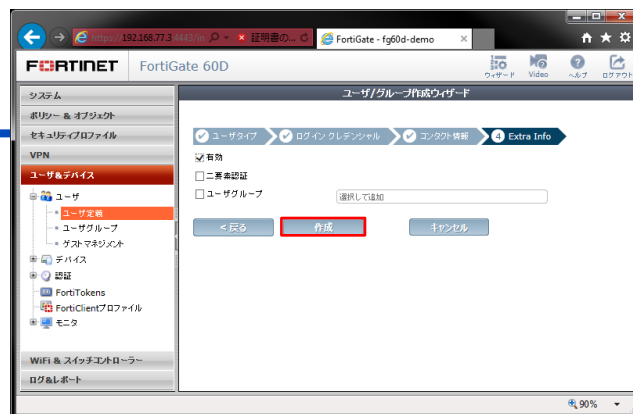 https://192.168.77.3:4443/in
証明書の...
FortiGate - fg60d-demo
FORTINET
FortiGate 60D
ウィザード
Video
ヘルプ
ログアウト
システム
ポリシー & オブジェクト
セキュリティプロファイル
VPN
ユーザ&デバイス
ユーザ
ユーザ定義
ユーザグループ
ゲストマネジメント
デバイス
認証
FortiTokens
FortiClientプロファイル
モニタ
WiFi & スイッチコントローラー
ログ&レポート
ユーザ/グループ作成ウィザード
ユーザタイプ
ログインクレデンシャル
コンタクト情報
4 Extra Info
有効
二要素認証
ユーザグループ
選択して追加
< 戻る
作成
キャンセル
90%